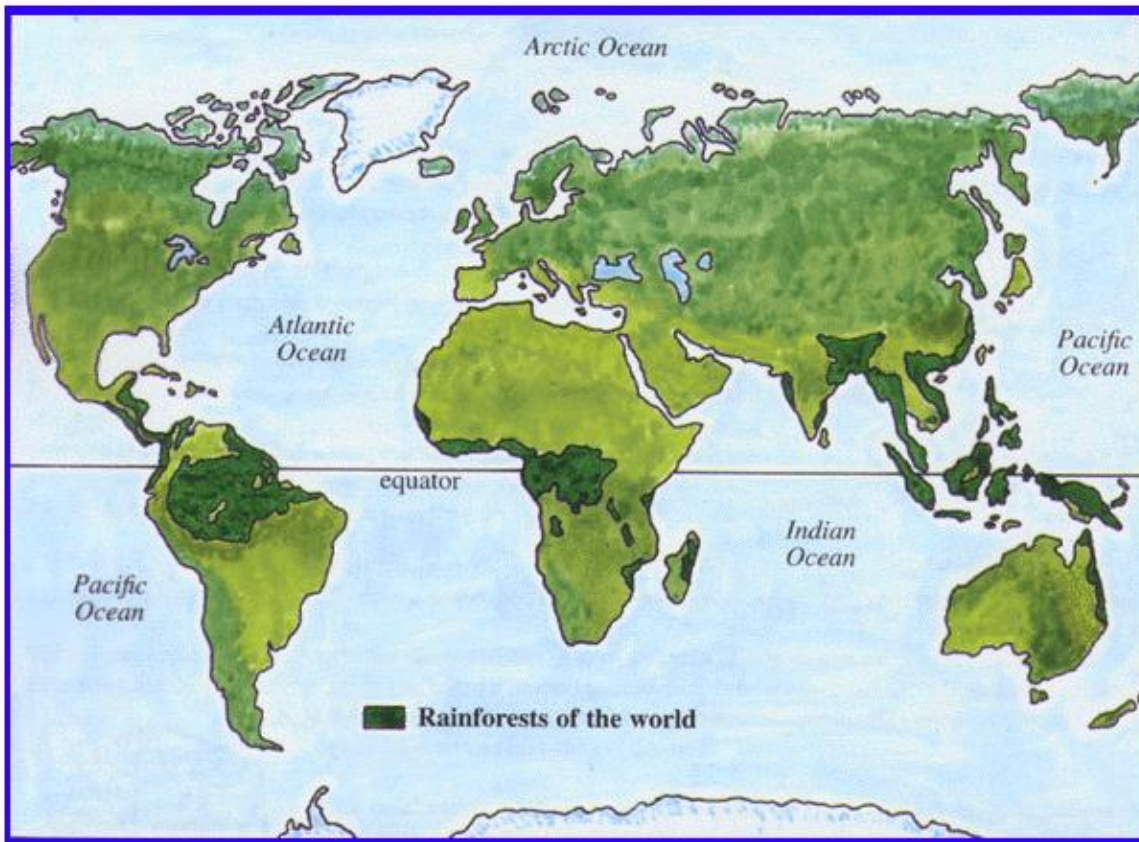 Arctic Ocean
Atlantic
Ocean
Pacific
Ocean
equator
Indian
Ocean
Pacific
Ocean
Rainforests of the world